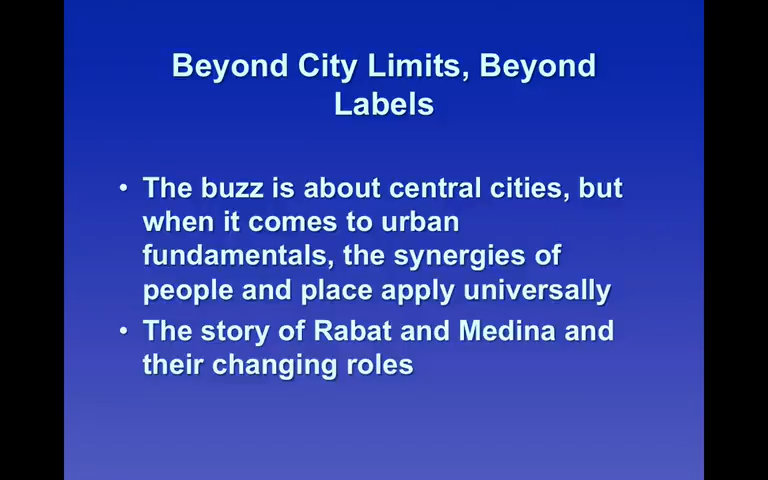 Beyond City Limits, Beyond
Labels
• The buzz is about central cities, but
when it comes to urban
fundamentals, the synergies of
people and place apply universally
• The story of Rabat and Medina and
their changing roles